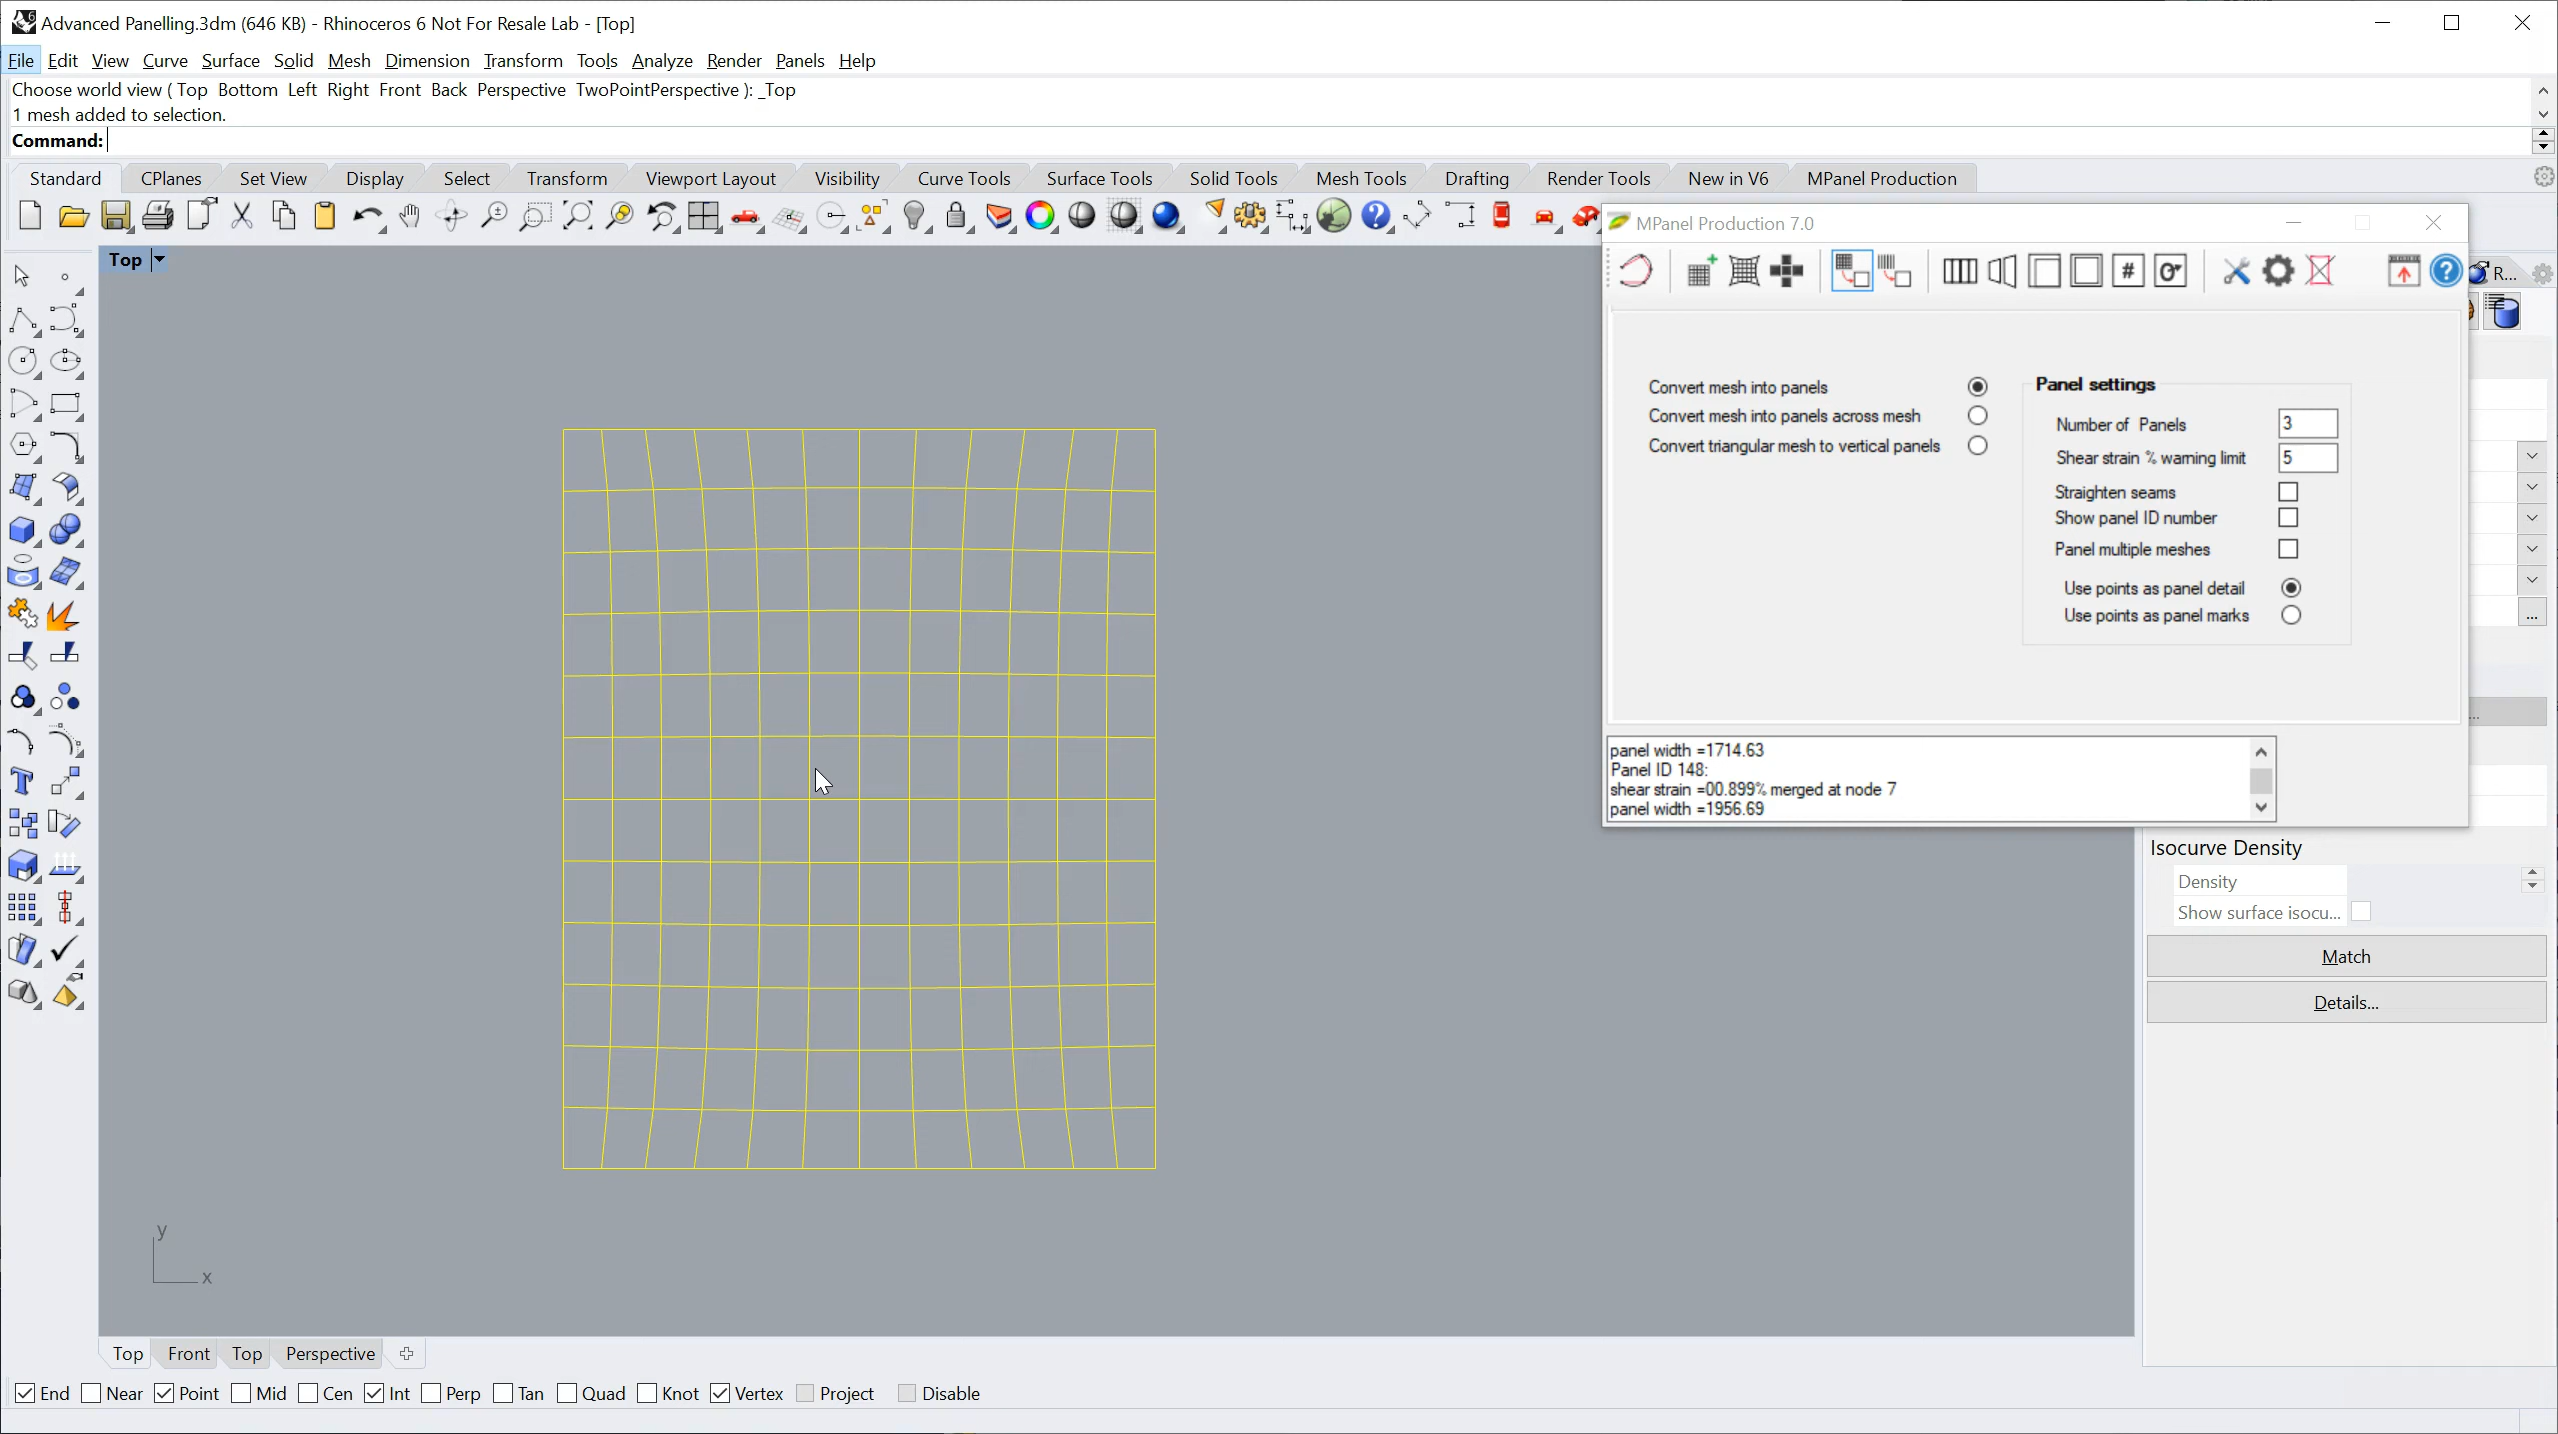 Advanced Panelling.3dm (646 KB) - Rhinoceros 6 Not For Resale Lab - [Top]
File Edit View Curve Surface Solid Mesh Dimension Transform Tools Analyze Render Panels Help
Choose world view ( Top Bottom Left Right Front Back Perspective TwoPointPerspective ): _Top
1 mesh added to selection.
Command:
Standard CPlanes Set View Display Select Transform Viewport Layout Visibility Curve Tools Surface Tools Solid Tools Mesh Tools Drafting Render Tools New in V6 MPanel Production
MPanel Production 7.0
Top
#
R...
Convert mesh into panels
Convert mesh into panels across mesh
Convert triangular mesh to vertical panels
Panel settings
Number of Panels 3
Shear strain % warning limit 5
Straighten seams
Show panel ID number
Panel multiple meshes
Use points as panel detail
Use points as panel marks
...
...
panel width =1714.63
Panel ID 148:
shear strain =00.899% merged at node 7
panel width =1956.69
Isocurve Density
Density
Show surface isocu...
Match
Details...
y
x
Top Front Top Perspective
End Near Point Mid Cen Int Perp Tan Quad Knot Vertex Project Disable